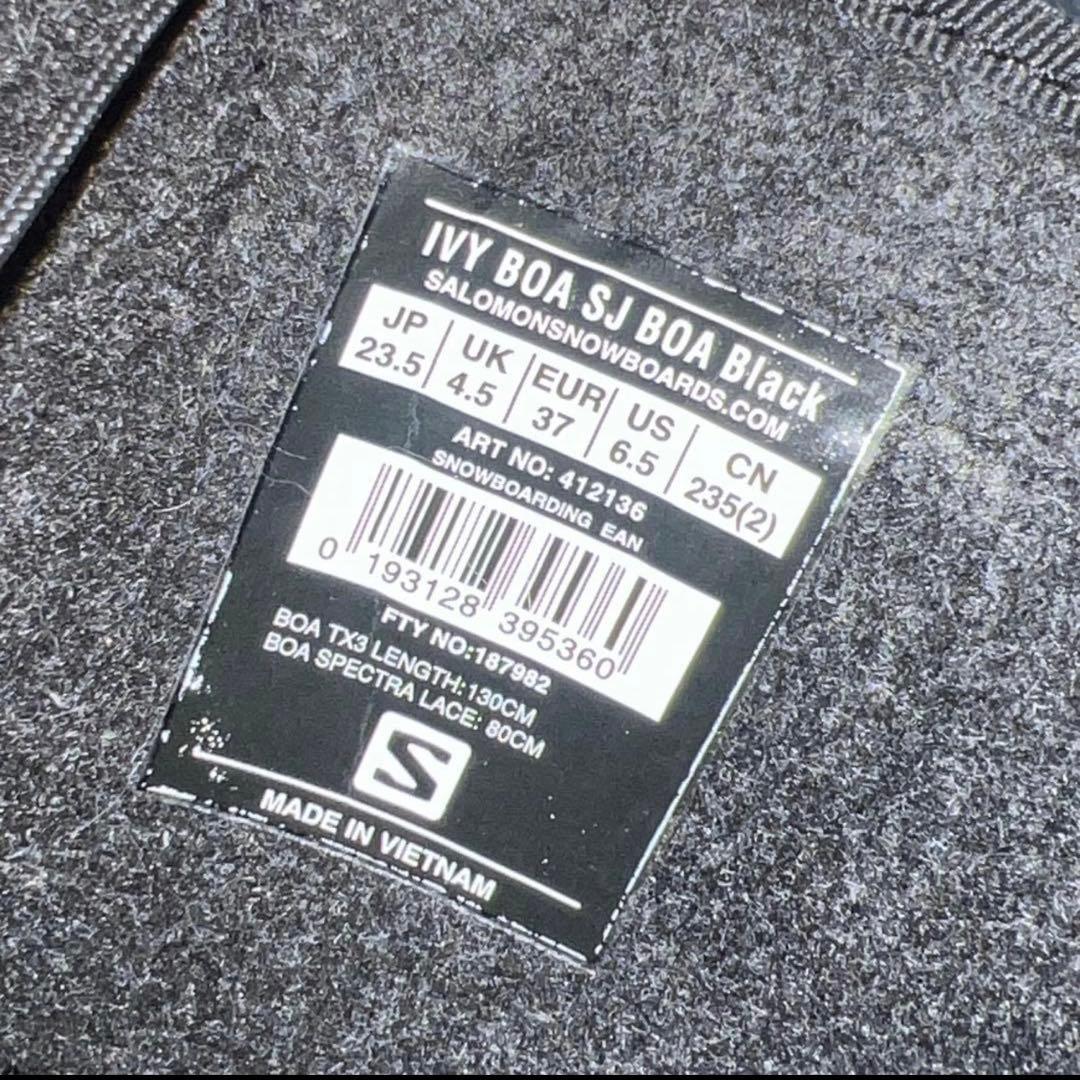 IVY BOA SJ BOA Black
SALOMONSNOWBOARDS.COM
JP UK EUR US CN
23.5 4.5 37 6.5 235(2)
ART NO: 412136
SNOWBOARDING EAN
0 193128 395360
FTY NO:187982
BOA TX3 LENGTH:130CM
BOA SPECTRA LACE: 80CM
S
MADE IN VIETNAM